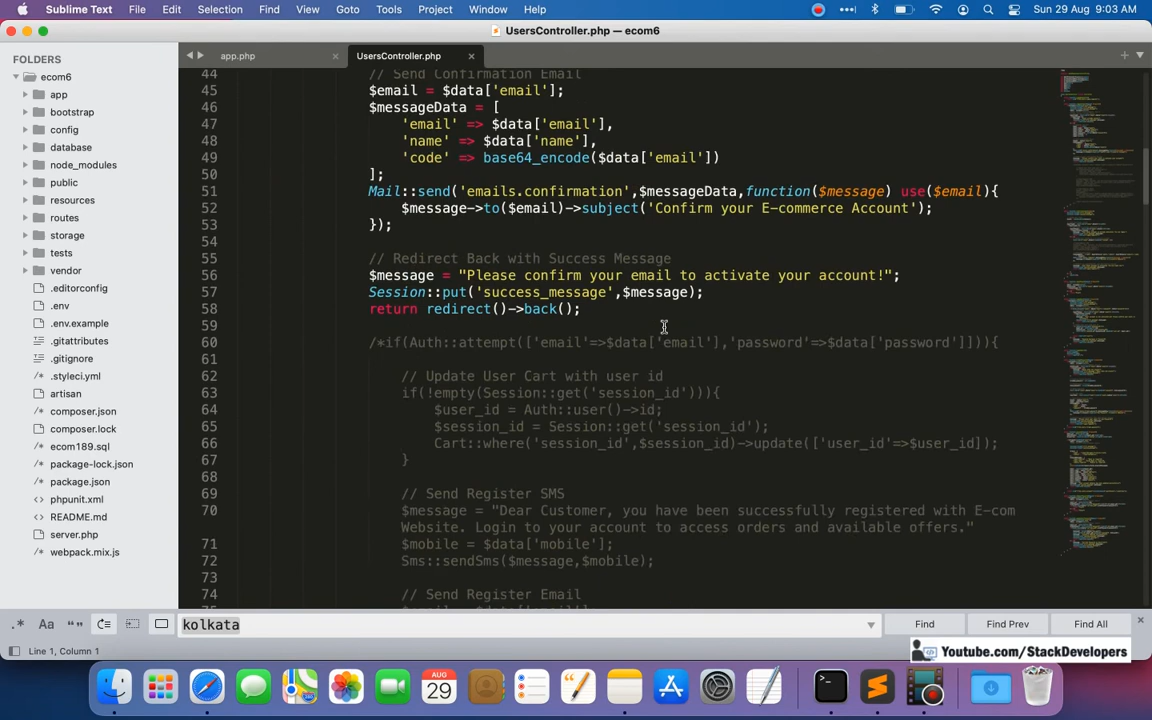 Sublime Text File Edit Selection Find View Goto Tools Project Window Help Sun 29 Aug 9:03 AM
UsersController.php — ecom6
FOLDERS
ecom6
app
bootstrap
config
database
node_modules
public
resources
routes
storage
tests
vendor
.editorconfig
.env
.env.example
.gitattributes
.gitignore
.styleci.yml
artisan
composer.json
composer.lock
ecom189.sql
package-lock.json
package.json
phpunit.xml
README.md
server.php
webpack.mix.js
app.php UsersController.php
44 // Send Confirmation Email
45 $email = $data['email'];
46 $messageData = [
47 'email' => $data['email'],
48 'name' => $data['name'],
49 'code' => base64_encode($data['email'])
50 ];
51 Mail::send('emails.confirmation',$messageData,function($message) use($email){
52 $message->to($email)->subject('Confirm your E-commerce Account');
53 });
54
55 // Redirect Back with Success Message
56 $message = "Please confirm your email to activate your account!";
57 Session::put('success_message',$message);
58 return redirect()->back();
59
60 /*if(Auth::attempt(['email'=>$data['email'],'password'=>$data['password']])){
61
62 // Update User Cart with user id
63 if(!empty(Session::get('session_id'))){
64 $user_id = Auth::user()->id;
65 $session_id = Session::get('session_id');
66 Cart::where('session_id',$session_id)->update(['user_id'=>$user_id]);
67 }
68
69 // Send Register SMS
70 $message = "Dear Customer, you have been successfully registered with E-com
Website. Login to your account to access orders and available offers."
71 $mobile = $data['mobile'];
72 Sms::sendSms($message,$mobile);
73
74 // Send Register Email
.* Aa kolkata Find Find Prev Find All
Line 1, Column 1
Youtube.com/StackDevelopers
AUG
29